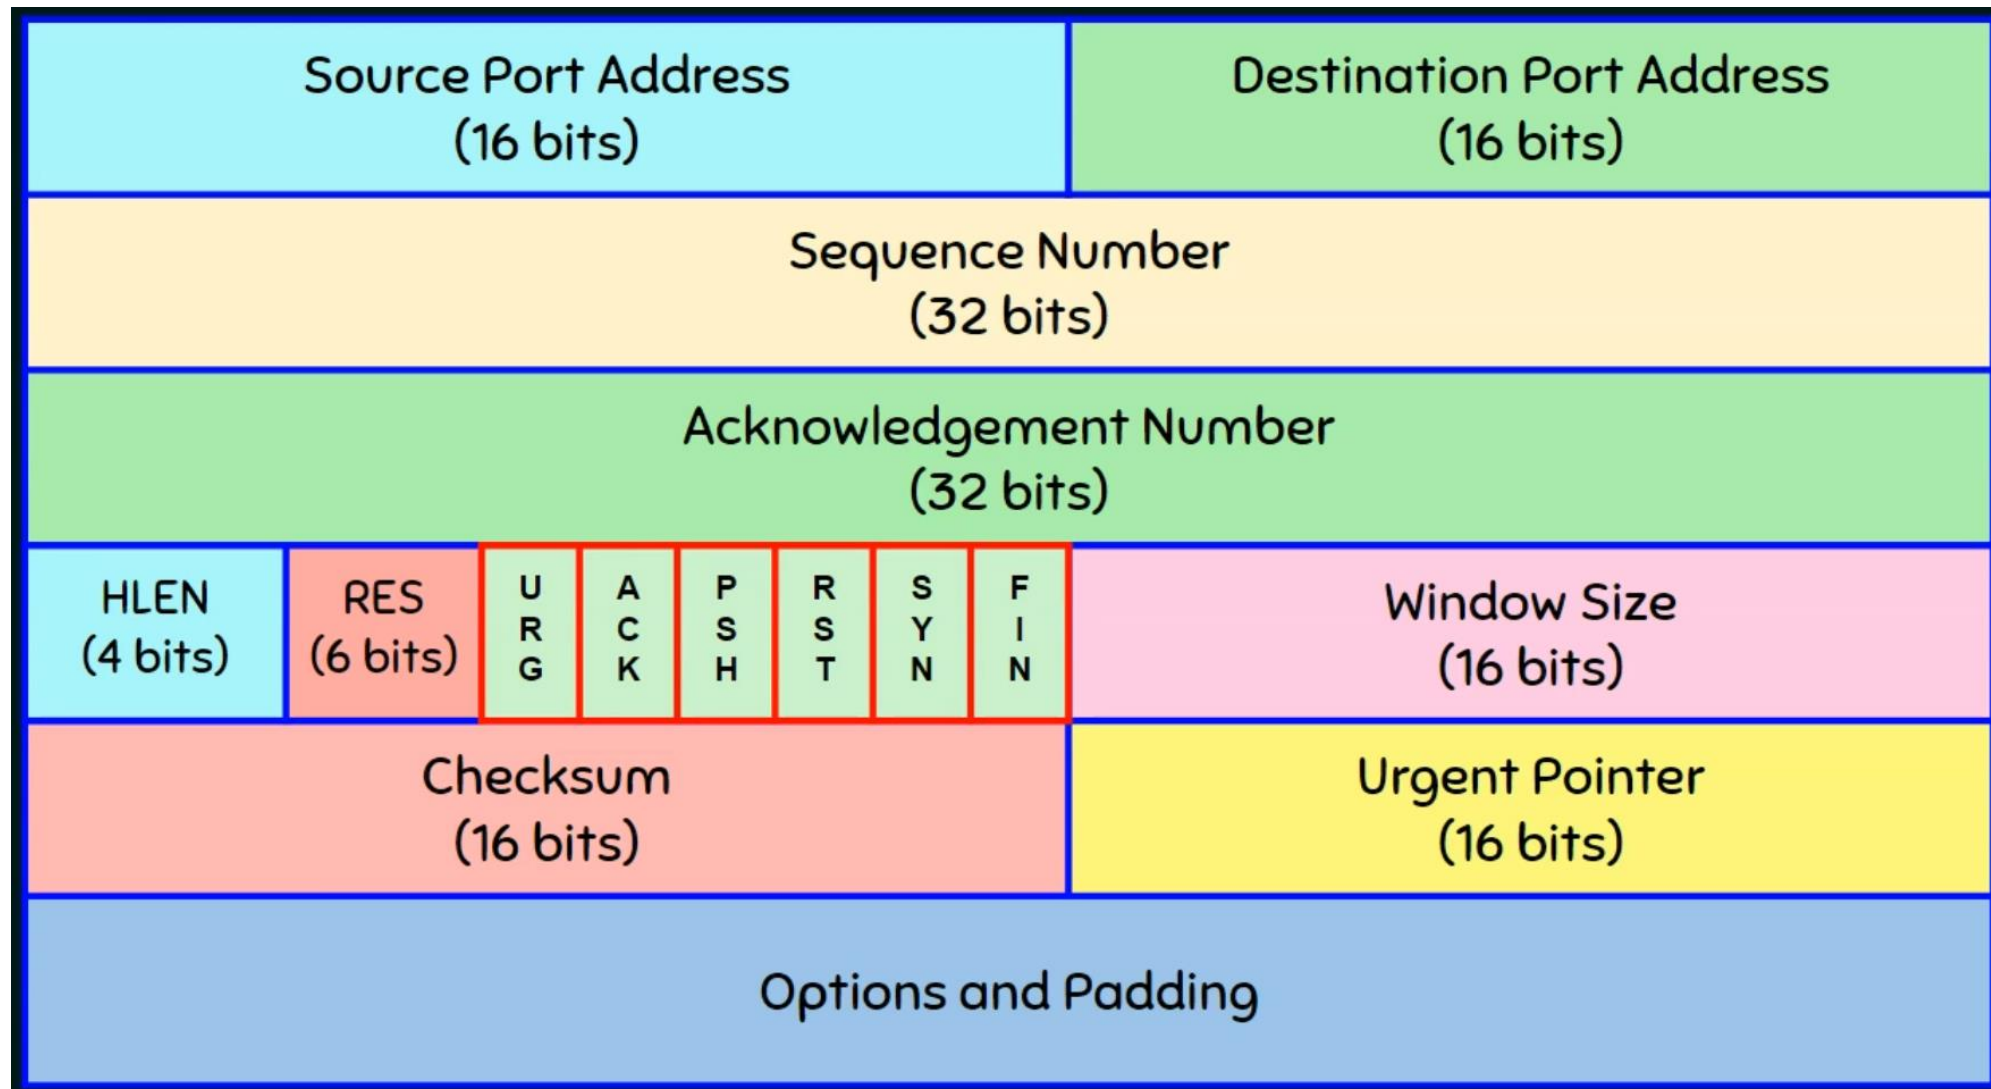 Source Port Address
(16 bits)
Destination Port Address
(16 bits)
Sequence Number
(32 bits)
Acknowledgement Number
(32 bits)
HLEN
(4 bits)
RES
(6 bits)
URG
ACK
PSH
RST
SYN
FIN
Window Size
(16 bits)
Checksum
(16 bits)
Urgent Pointer
(16 bits)
Options and Padding